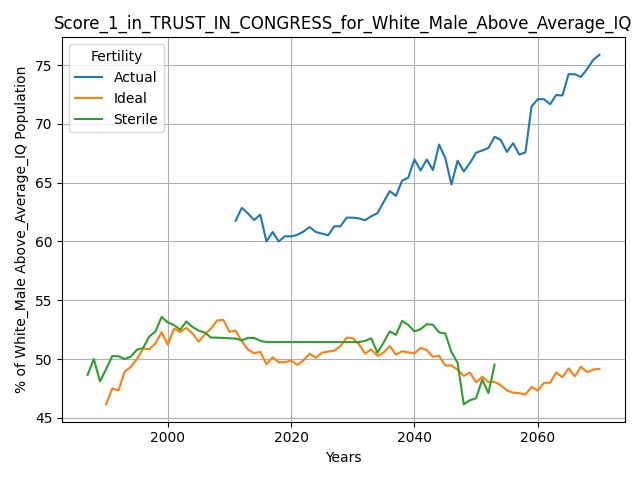 Score_1_in_TRUST_IN_CONGRESS_for_White_Male_Above_Average_IQ
Fertility
Actual
Ideal
Sterile
% of White_Male Above_Average_IQ Population
75
70
65
60
55
50
45
2000
2020
2040
2060
Years